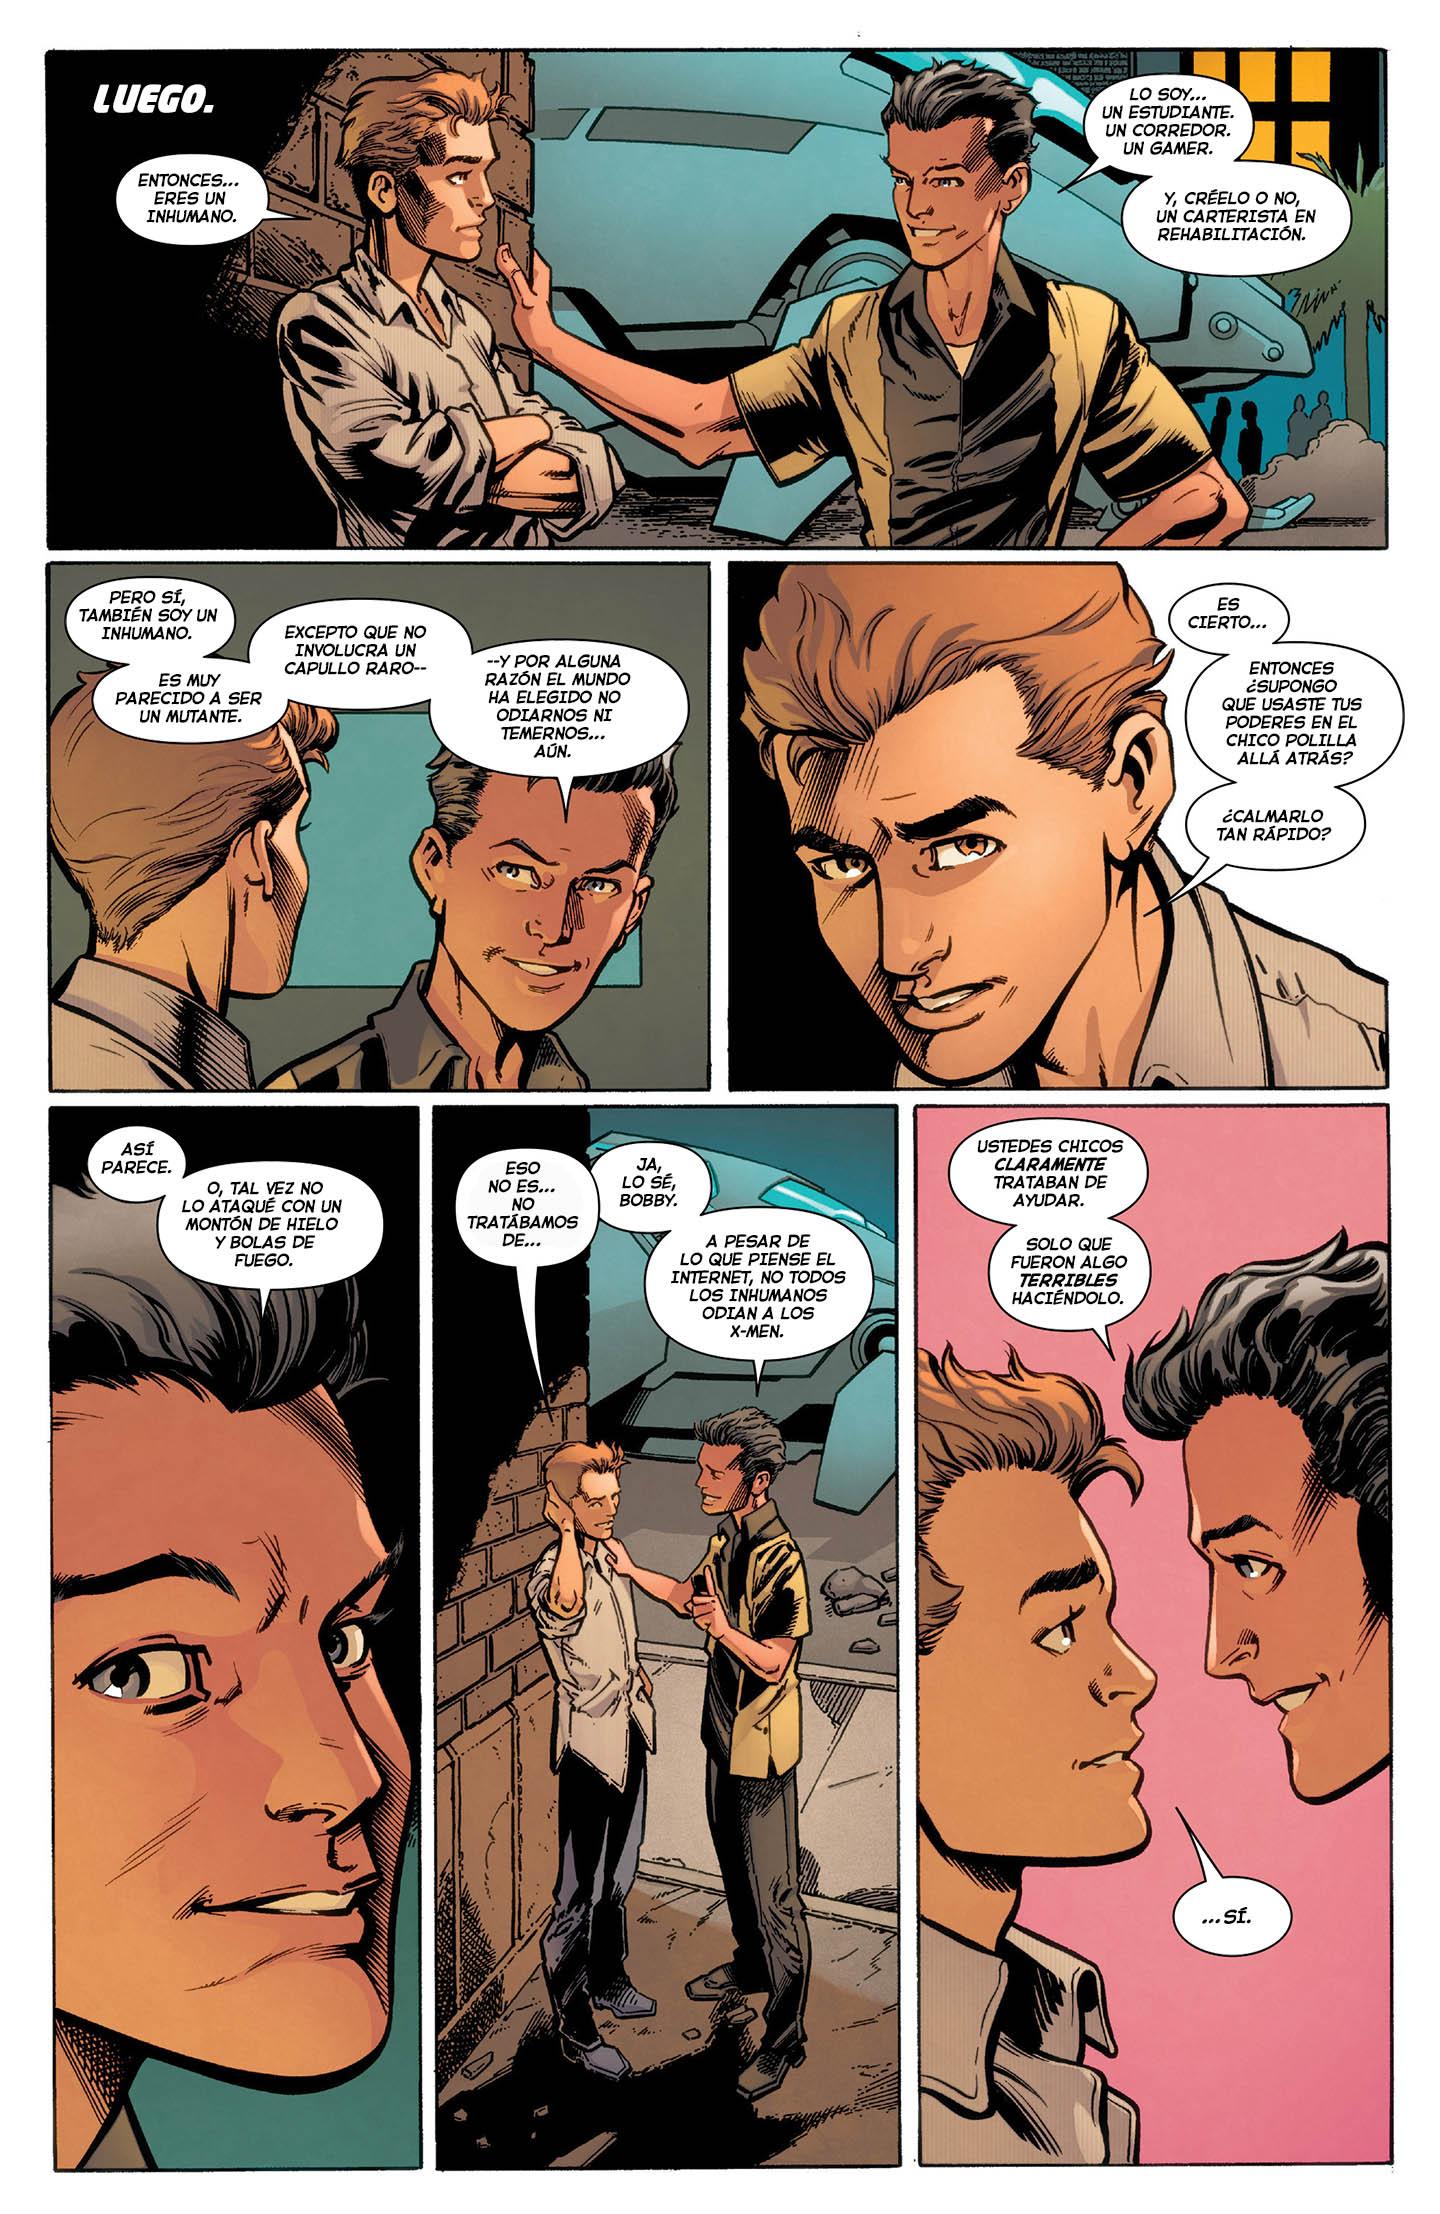 LUEGO.
ENTONCES...
ERES UN
INHUMANO.
LO SOY...
UN ESTUDIANTE.
UN CORREDOR.
UN GAMER.
Y, CRÉELO O NO,
UN CARTERISTA EN
REHABILITACIÓN.
PERO SÍ,
TAMBIÉN SOY UN
INHUMANO.
ES MUY
PARECIDO A SER
UN MUTANTE.
EXCEPTO QUE NO
INVOLUCRA UN
CAPULLO RARO--
--Y POR ALGUNA
RAZÓN EL MUNDO
HA ELEGIDO NO
ODIARNOS NI
TEMERNOS...
AÚN.
ES
CIERTO...
ENTONCES
¿SUPONGO
QUE USASTE TUS
PODERES EN EL
CHICO POLILLA
ALLÁ ATRÁS?
¿CALMARLO
TAN RÁPIDO?
ASÍ
PARECE.
O, TAL VEZ NO
LO ATAQUÉ CON UN
MONTÓN DE HIELO
Y BOLAS DE
FUEGO.
ESO
NO ES...
NO
TRATÁBAMOS
DE...
JA,
LO SÉ,
BOBBY.
A PESAR DE
LO QUE PIENSE EL
INTERNET, NO TODOS
LOS INHUMANOS
ODIAN A LOS
X-MEN.
USTEDES CHICOS
CLARAMENTE
TRATABAN DE
AYUDAR.
SOLO QUE
FUERON ALGO
TERRIBLES
HACIÉNDOLO.
...SÍ.